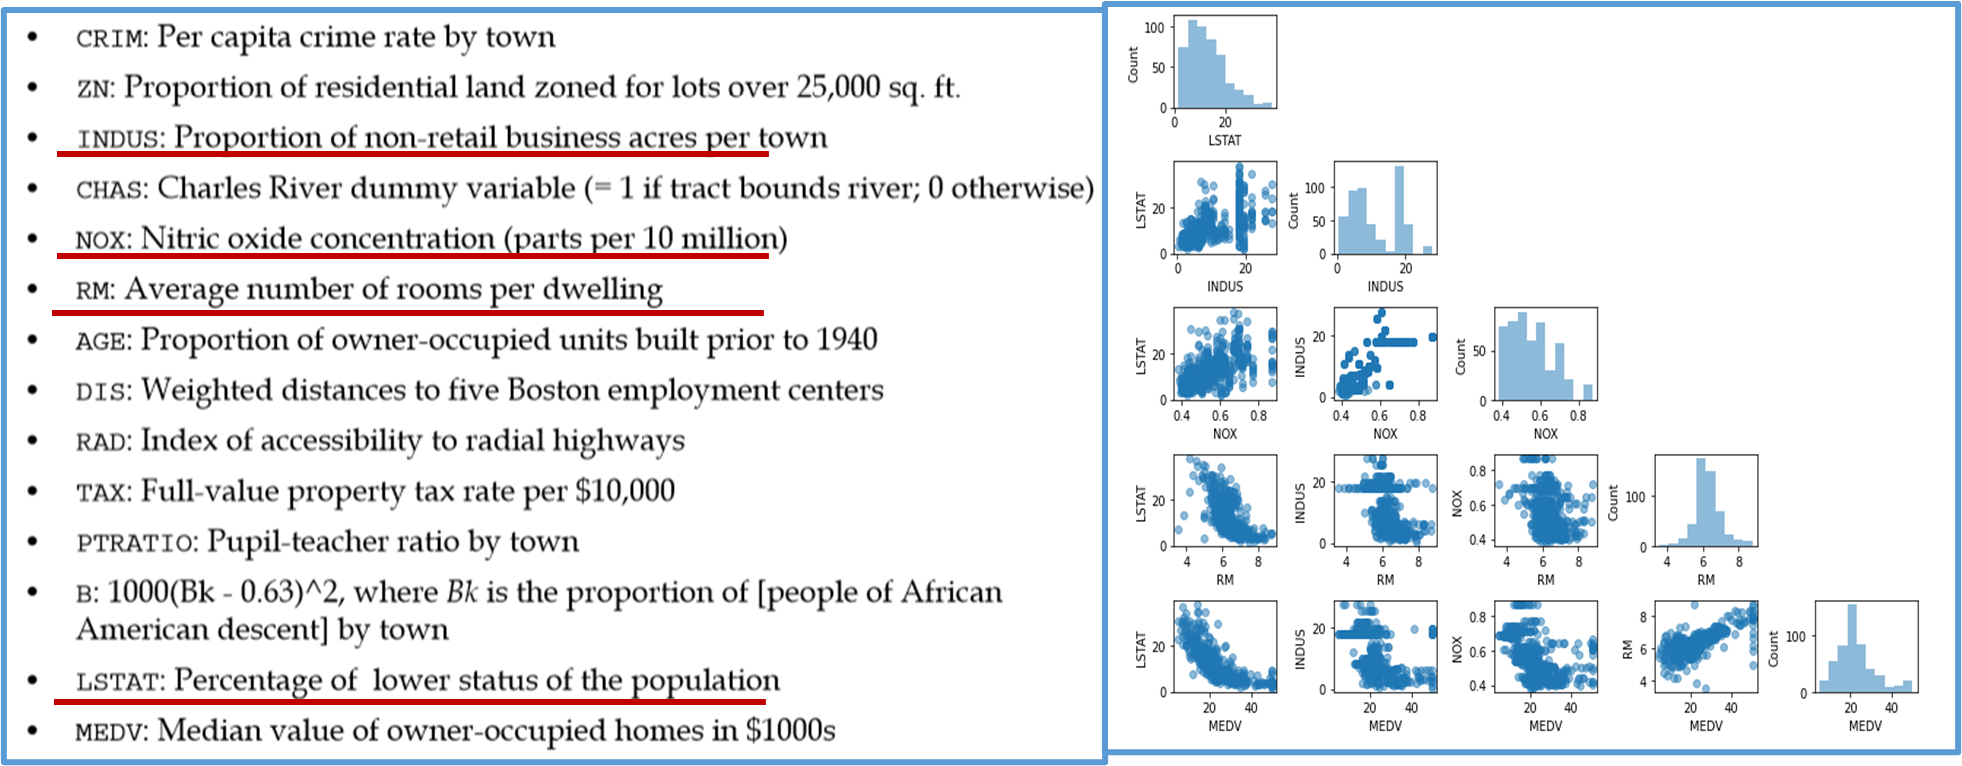 • CRIM: Per capita crime rate by town
• ZN: Proportion of residential land zoned for lots over 25,000 sq. ft.
• INDUS: Proportion of non-retail business acres per town
• CHAS: Charles River dummy variable (= 1 if tract bounds river; 0 otherwise)
• NOX: Nitric oxide concentration (parts per 10 million)
• RM: Average number of rooms per dwelling
• AGE: Proportion of owner-occupied units built prior to 1940
• DIS: Weighted distances to five Boston employment centers
• RAD: Index of accessibility to radial highways
• TAX: Full-value property tax rate per $10,000
• PTRATIO: Pupil-teacher ratio by town
• B: 1000(Bk - 0.63)^2, where Bk is the proportion of [people of African
American descent] by town
• LSTAT: Percentage of lower status of the population
• MEDV: Median value of owner-occupied homes in $1000s
Count
100
50
0
0 20
LSTAT
LSTAT
20
0
0 20
INDUS
Count
100
50
0
0 20
INDUS
LSTAT
20
0
0.4 0.6 0.8
NOX
INDUS
20
0
0.4 0.6 0.8
NOX
Count
50
0
0.4 0.6 0.8
NOX
LSTAT
20
0
4 6 8
RM
INDUS
20
0
4 6 8
RM
NOX
0.8
0.6
0.4
4 6 8
RM
Count
100
0
4 6 8
RM
LSTAT
20
0
20 40
MEDV
INDUS
20
0
20 40
MEDV
NOX
0.8
0.6
0.4
20 40
MEDV
RM
8
6
4
20 40
MEDV
Count
100
0
20 40
MEDV